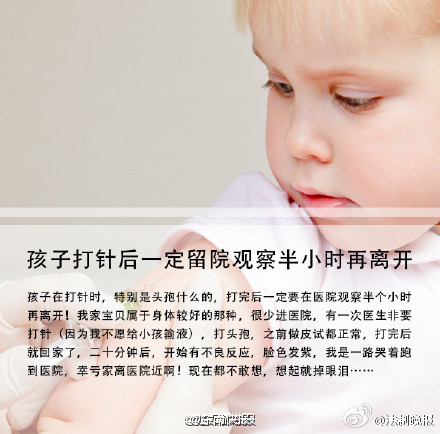 孩子打针后一定留院观察半小时再离开
孩子在打针时，特别是头孢什么的，打完后一定要在医院观察半个小时
再离开！我家宝贝属于身体较好的那种，很少进医院，有一次医生非要
打针（因为我不愿给小孩输液），打头孢，之前做皮试都正常，打完后
就回家了，二十分钟后，开始有不良反应，脸色发紫，我是一路哭着跑
到医院，幸亏家离医院近啊！现在都不敢想，想起就掉眼泪……
@法制晚报